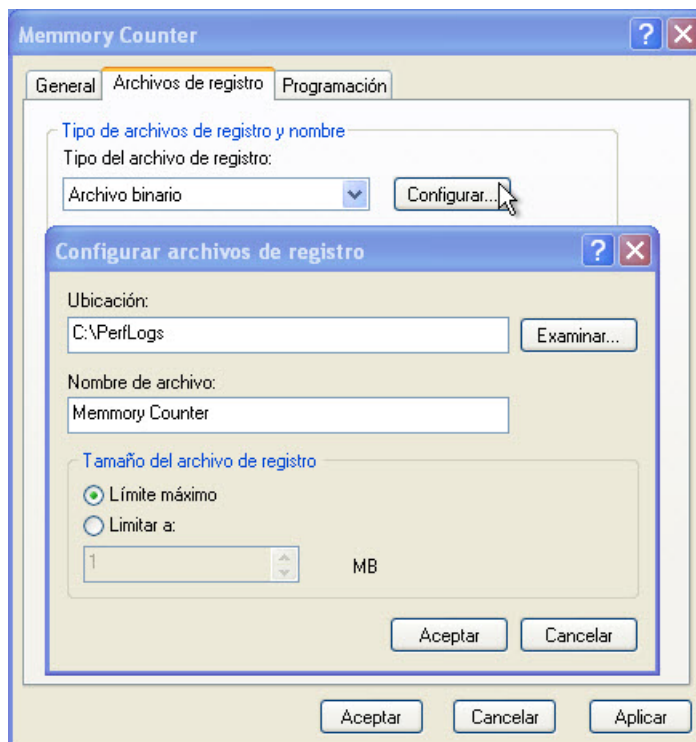 Memmory Counter
General Archivos de registro Programación
Tipo de archivos de registro y nombre
Tipo del archivo de registro:
Archivo binario Configurar...
Configurar archivos de registro
Ubicación:
C:\PerfLogs Examinar...
Nombre de archivo:
Memmory Counter
Tamaño del archivo de registro
Límite máximo
Limitar a:
1 MB
Aceptar Cancelar
Aceptar Cancelar Aplicar